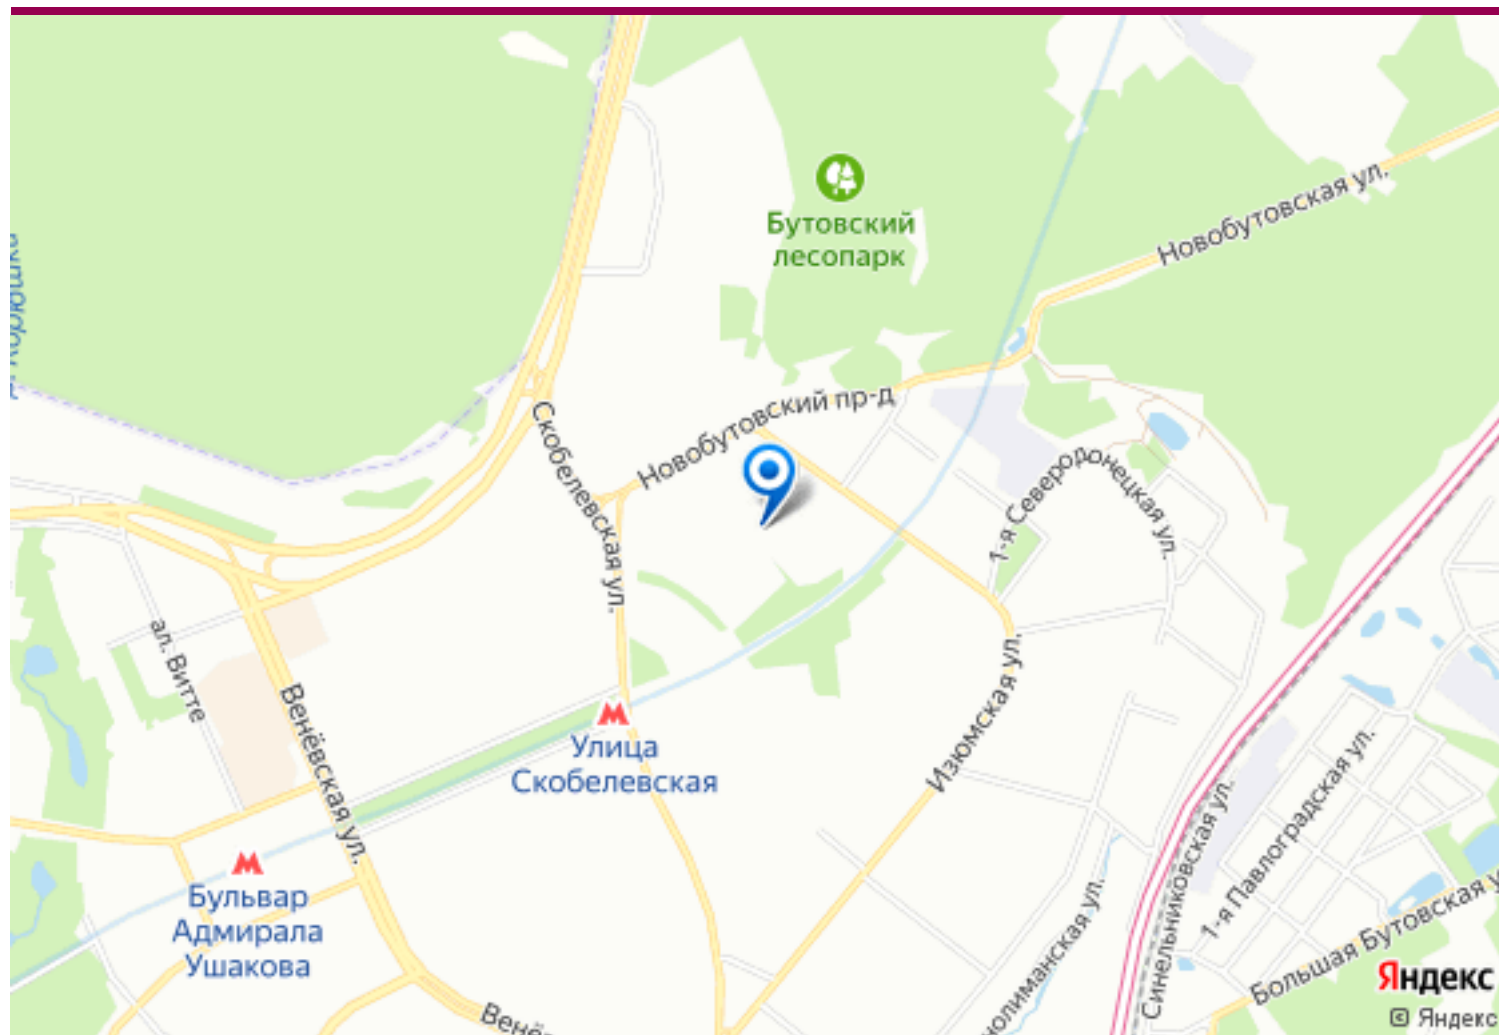 Бутовский
лесопарк
Новобутовская ул.
Новобутовский пр-д
Скобелевская ул.
1-я Северодонецкая ул.
ал. Витте
Венёвская ул.
Улица
Скобелевская
Изюмская ул.
Бульвар
Адмирала
Ушакова
Синельниковская ул.
1-я Павлоградская ул.
Большая Бутовская у
Яндекс
© Яндекс